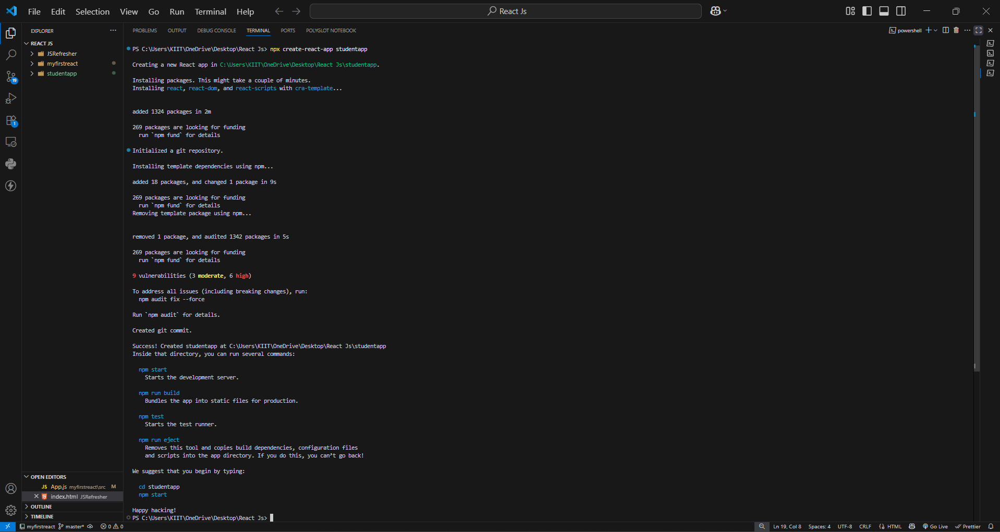 File Edit Selection View Go Run Terminal Help
React Js
EXPLORER
REACT JS
JSRefresher
myfirstreact
studentapp
19
1
PROBLEMS OUTPUT DEBUG CONSOLE TERMINAL PORTS POLYGLOT NOTEBOOK
powershell
PS C:\Users\KIIT\OneDrive\Desktop\React Js> npx create-react-app studentapp
Creating a new React app in C:\Users\KIIT\OneDrive\Desktop\React Js\studentapp.
Installing packages. This might take a couple of minutes.
Installing react, react-dom, and react-scripts with cra-template...
added 1324 packages in 2m
269 packages are looking for funding
run `npm fund` for details
Initialized a git repository.
Installing template dependencies using npm...
added 18 packages, and changed 1 package in 9s
269 packages are looking for funding
run `npm fund` for details
Removing template package using npm...
removed 1 package, and audited 1342 packages in 5s
269 packages are looking for funding
run `npm fund` for details
9 vulnerabilities (3 moderate, 6 high)
To address all issues (including breaking changes), run:
npm audit fix --force
Run `npm audit` for details.
Created git commit.
Success! Created studentapp at C:\Users\KIIT\OneDrive\Desktop\React Js\studentapp
Inside that directory, you can run several commands:
npm start
Starts the development server.
npm run build
Bundles the app into static files for production.
npm test
Starts the test runner.
npm run eject
Removes this tool and copies build dependencies, configuration files
and scripts into the app directory. If you do this, you can't go back!
We suggest that you begin by typing:
cd studentapp
npm start
Happy hacking!
PS C:\Users\KIIT\OneDrive\Desktop\React Js>
OPEN EDITORS
JS App.js myfirstreact\src M
index.html JSRefresher
OUTLINE
TIMELINE
myfirstreact master* 0 0
Ln 19, Col 8 Spaces: 4 UTF-8 CRLF HTML Go Live Prettier